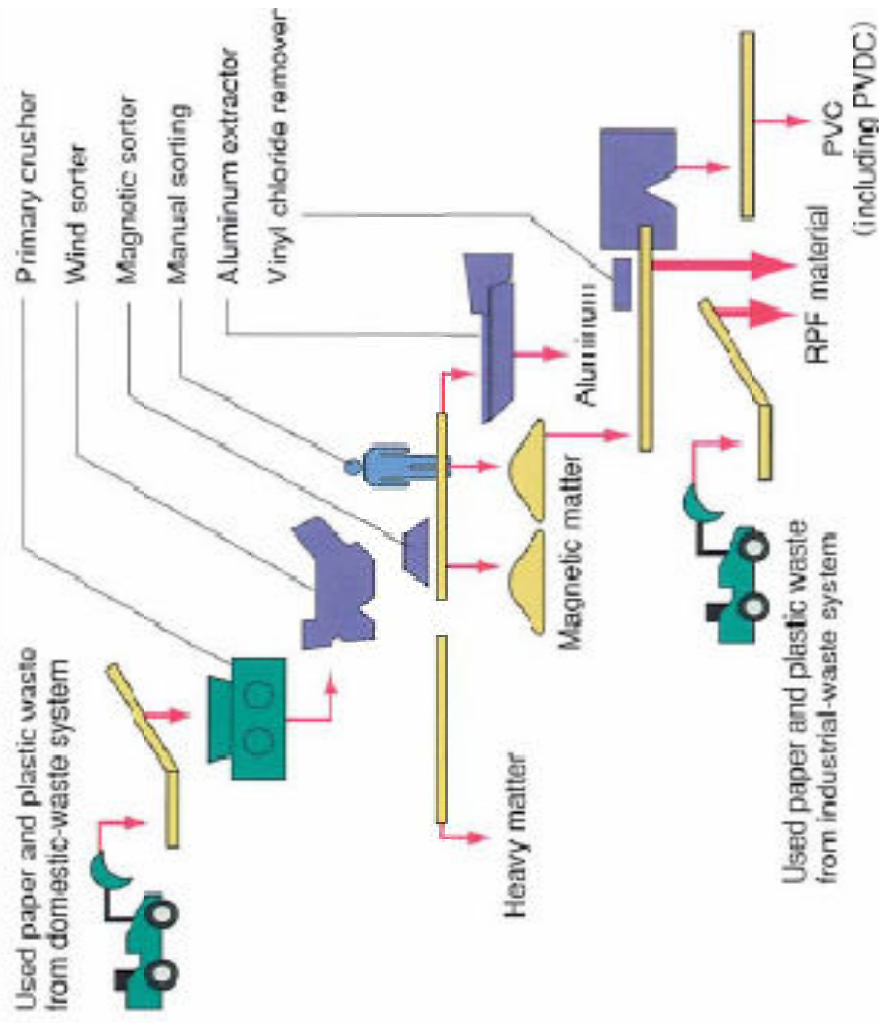 Used paper and plastic waste
from domestic-waste system
Primary crusher
Wind sorter
Magnetic sorter
Manual sorting
Aluminum extractor
Vinyl chloride remover
Heavy matter
Magnetic matter
Aluminum
Used paper and plastic waste
from industrial-waste system
RPF material
PVC
(including PVDC)